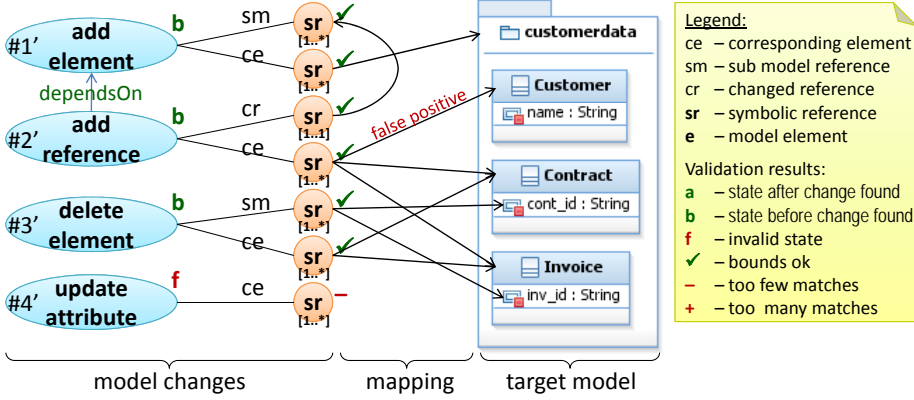 #1’ add element b
sm sr [1..*] ✓
ce sr [1..*] ✓
dependsOn
#2’ add reference b
cr sr [1..1] ✓
ce sr [1..*] ✓
false positive
#3’ delete element b
sm sr [1..*] ✓
ce sr [1..*] ✓
#4’ update attribute f
ce sr [1..*] –
customerdata
Customer
name : String
Contract
cont_id : String
Invoice
inv_id : String
model changes
mapping
target model
Legend:
ce – corresponding element
sm – sub model reference
cr – changed reference
sr – symbolic reference
e – model element
Validation results:
a – state after change found
b – state before change found
f – invalid state
✓ – bounds ok
– – too few matches
+ – too many matches